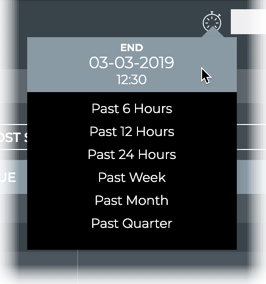 END
03-03-2019
12:30
Past 6 Hours
Past 12 Hours
OST S
Past 24 Hours
UE
Past Week
Past Month
Past Quarter